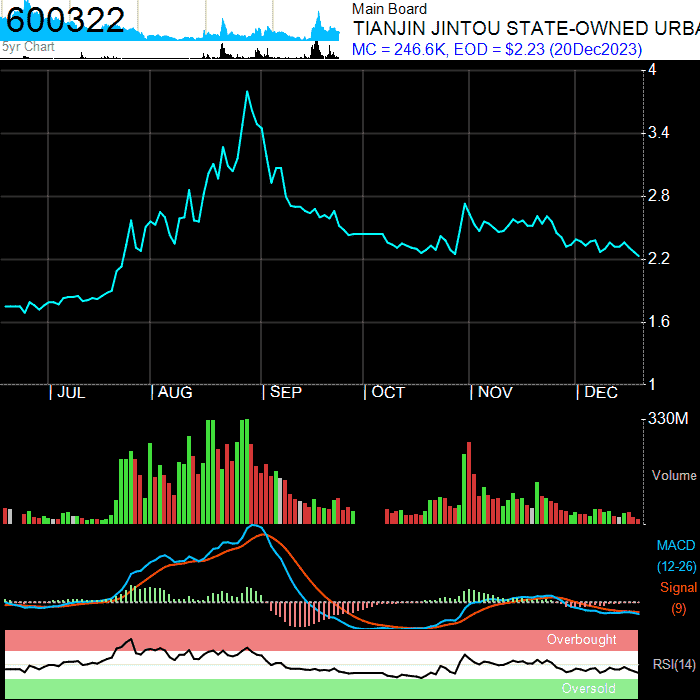 600322
5yr Chart
Main Board
TIANJIN JINTOU STATE-OWNED URBA
MC = 246.6K, EOD = $2.23 (20Dec2023)
4
3.4
2.8
2.2
1.6
1
| JUL | AUG | SEP | OCT | NOV | DEC
330M
Volume
MACD
(12-26)
Signal
(9)
Overbought
RSI(14)
Oversold